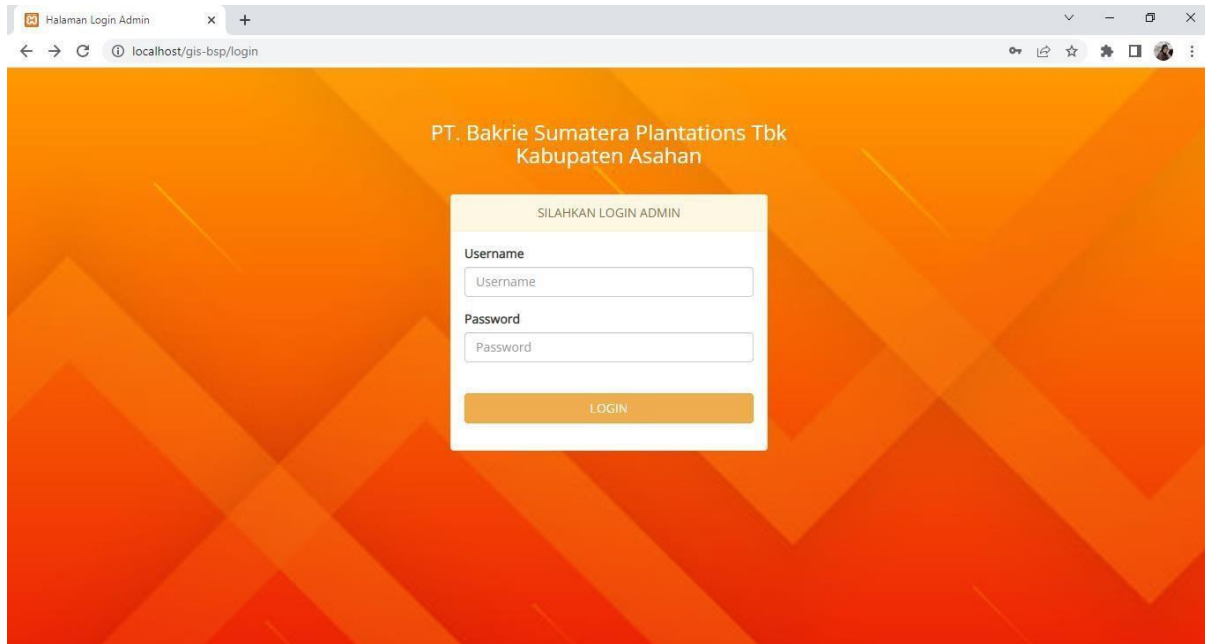 Halaman Login Admin
localhost/gis-bsp/login
PT. Bakrie Sumatera Plantations Tbk
Kabupaten Asahan
SILAHKAN LOGIN ADMIN
Username
Username
Password
Password
LOGIN